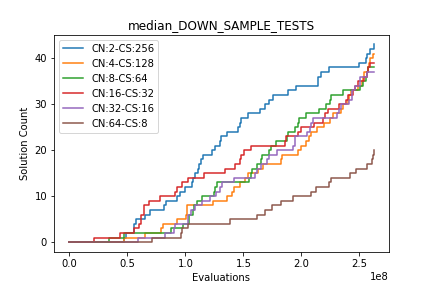 median_DOWN_SAMPLE_TESTS
CN:2-CS:256
CN:4-CS:128
CN:8-CS:64
CN:16-CS:32
CN:32-CS:16
CN:64-CS:8
Solution Count
40
30
20
10
0
0.0 0.5 1.0 1.5 2.0 2.5
1e8
Evaluations